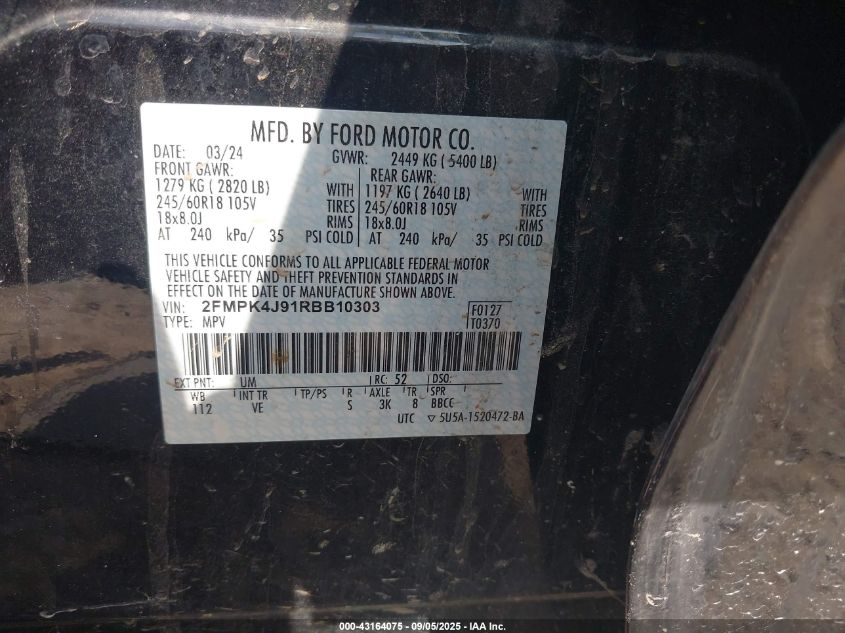 MFD. BY FORD MOTOR CO.
DATE: 03/24 GVWR: 2449 KG ( 5400 LB)
FRONT GAWR: REAR GAWR:
1279 KG ( 2820 LB) WITH 1197 KG ( 2640 LB) WITH
245/60R18 105V TIRES 245/60R18 105V TIRES
18x8.0J RIMS 18x8.0J RIMS
AT 240 kPa/ 35 PSI COLD AT 240 kPa/ 35 PSI COLD
THIS VEHICLE CONFORMS TO ALL APPLICABLE FEDERAL MOTOR
VEHICLE SAFETY AND THEFT PREVENTION STANDARDS IN
EFFECT ON THE DATE OF MANUFACTURE SHOWN ABOVE.
VIN: 2FMPK4J91RBB10303 F0127
TYPE: MPV T0370
EXT PNT: UM RC: 52 DSO:
WB INT TR TP/PS R AXLE TR SPR
112 VE S 3K 8 BBCC
UTC ▽ 5U5A-1520472-BA
000-43164075 - 09/05/2025 - IAA Inc.